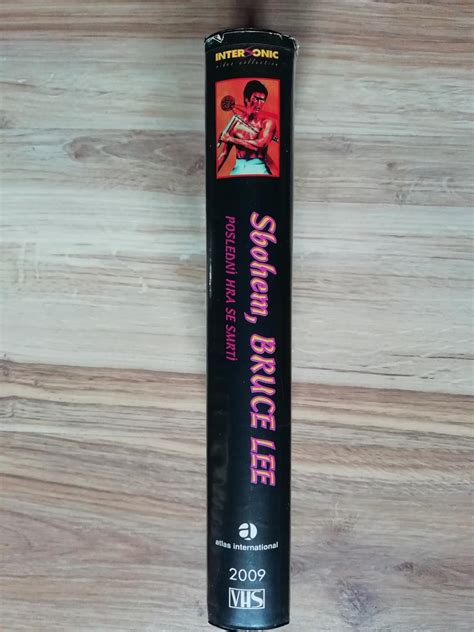 INTERSONIC
video collection
Sbohem, BRUCE LEE
POSLEDNÍ HRA SE SMRTÍ
a
atlas international
2009
VHS